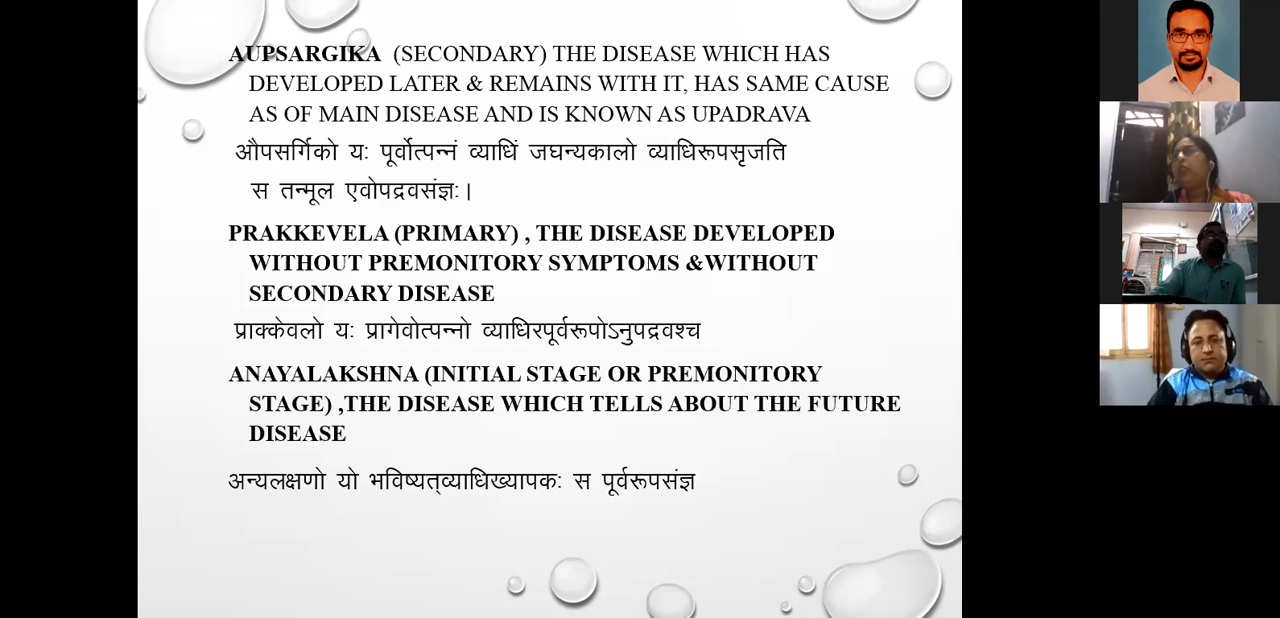 AUPSARGIKA (SECONDARY) THE DISEASE WHICH HAS
DEVELOPED LATER & REMAINS WITH IT, HAS SAME CAUSE
AS OF MAIN DISEASE AND IS KNOWN AS UPADRAVA
औपसर्गिको यः पूर्वोत्पन्नं व्याधिं जघन्यकालो व्याधिरूपसृजति
स तन्मूल एवोपद्रवसंज्ञः।
PRAKKEVELA (PRIMARY) , THE DISEASE DEVELOPED
WITHOUT PREMONITORY SYMPTOMS &WITHOUT
SECONDARY DISEASE
प्राक्केवलो यः प्रागेवोत्पन्नो व्याधिरपूर्वरूपोऽनुपद्रवश्च
ANAYALAKSHNA (INITIAL STAGE OR PREMONITORY
STAGE) ,THE DISEASE WHICH TELLS ABOUT THE FUTURE
DISEASE
अन्यलक्षणो यो भविष्यत्व्याधिख्यापकः स पूर्वरूपसंज्ञ